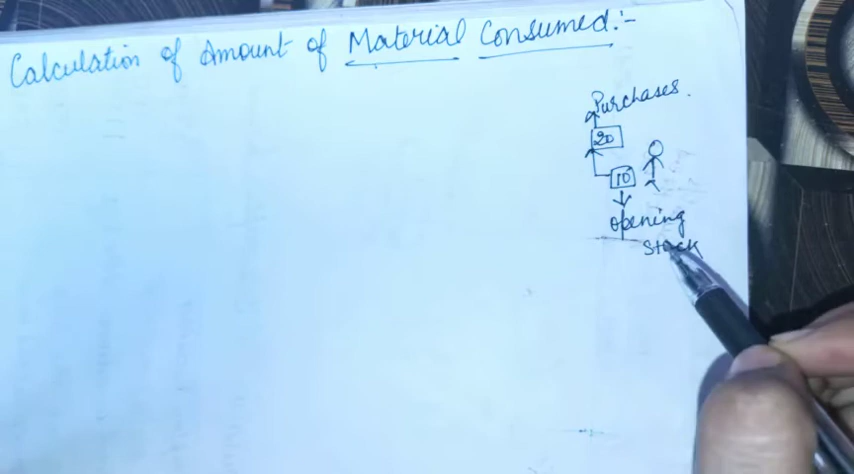 Calculation of Amount of Material Consumed:-
Purchases.
20
10
opening
stock